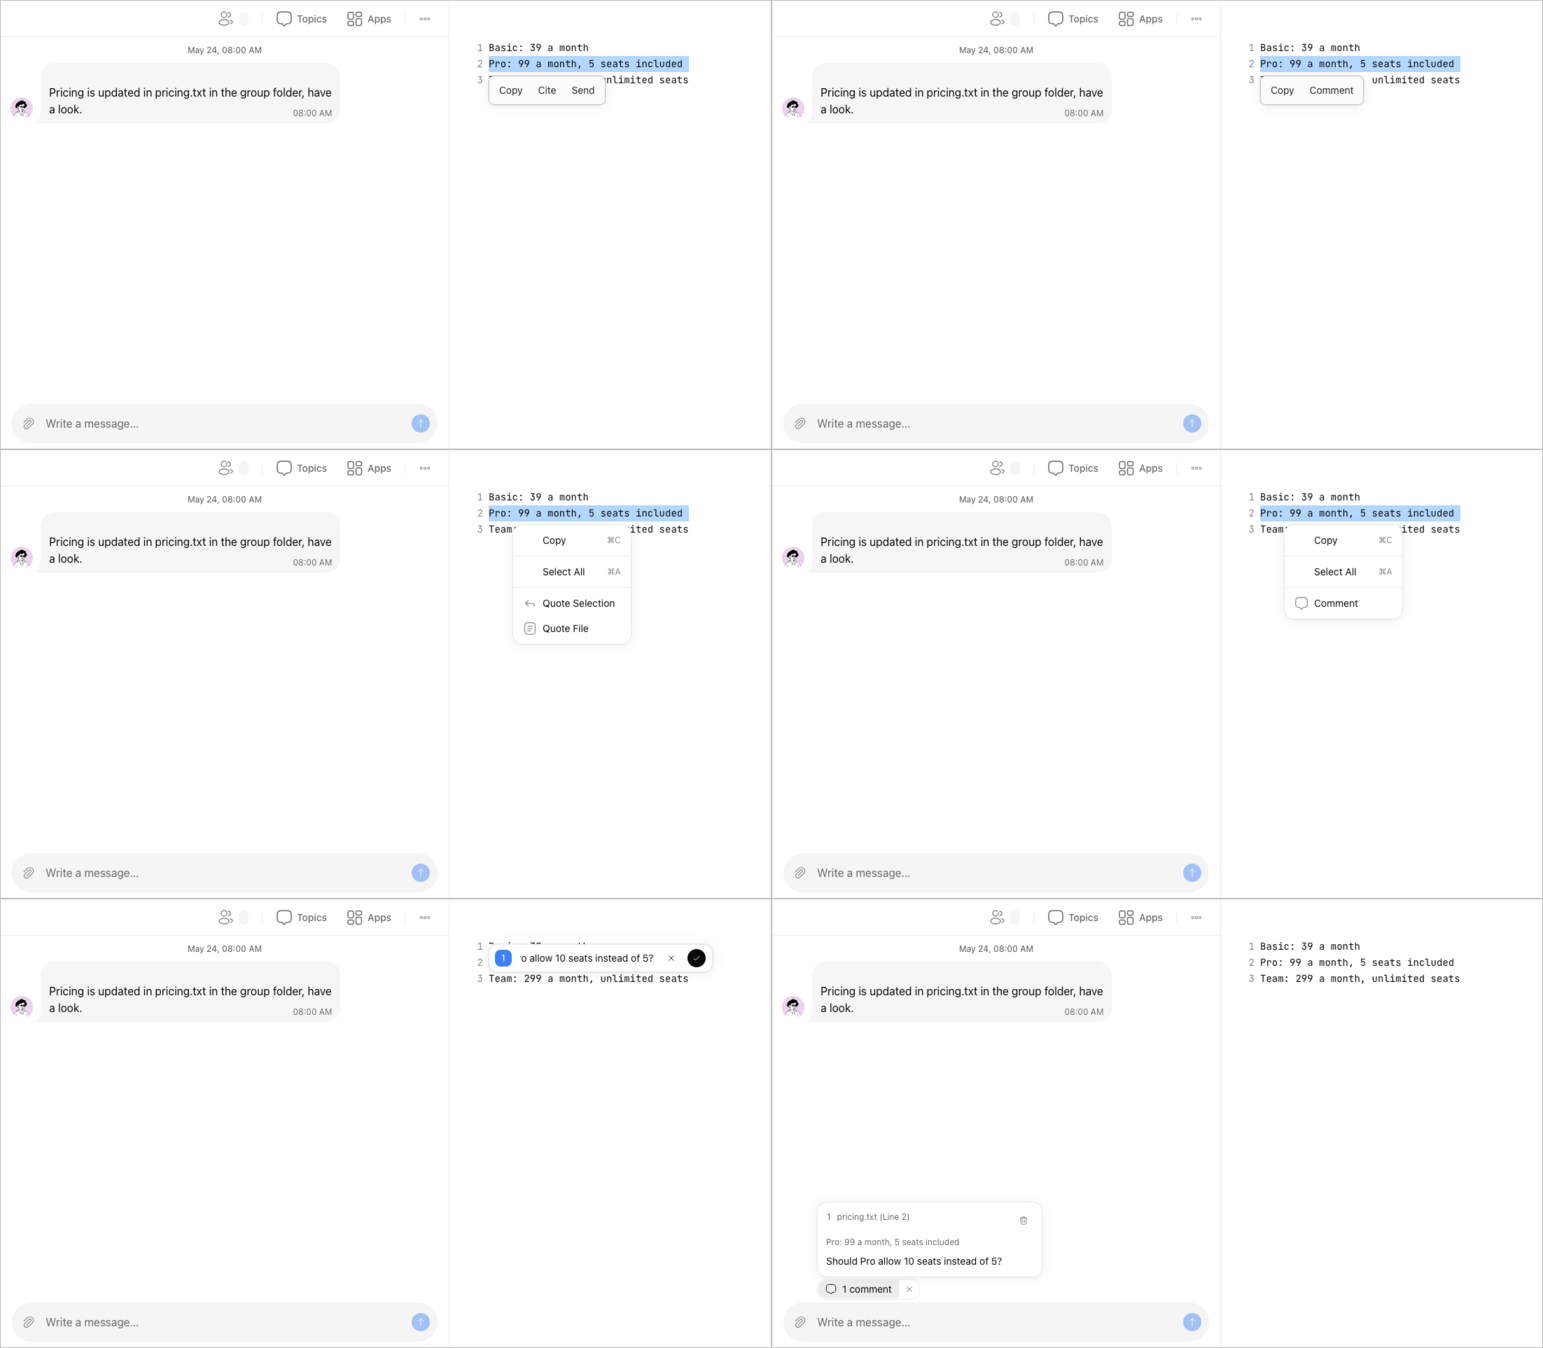 Topics Apps
May 24, 08:00 AM
Pricing is updated in pricing.txt in the group folder, have
a look.
08:00 AM
Write a message...
1 Basic: 39 a month
2 Pro: 99 a month, 5 seats included
3 unlimited seats
Copy Cite Send
Topics Apps
May 24, 08:00 AM
Pricing is updated in pricing.txt in the group folder, have
a look.
08:00 AM
Write a message...
1 Basic: 39 a month
2 Pro: 99 a month, 5 seats included
3 unlimited seats
Copy Comment
Topics Apps
May 24, 08:00 AM
Pricing is updated in pricing.txt in the group folder, have
a look.
08:00 AM
Write a message...
1 Basic: 39 a month
2 Pro: 99 a month, 5 seats included
3 Team: ited seats
Copy ⌘C
Select All ⌘A
Quote Selection
Quote File
Topics Apps
May 24, 08:00 AM
Pricing is updated in pricing.txt in the group folder, have
a look.
08:00 AM
Write a message...
1 Basic: 39 a month
2 Pro: 99 a month, 5 seats included
3 Team: ited seats
Copy ⌘C
Select All ⌘A
Comment
Topics Apps
May 24, 08:00 AM
Pricing is updated in pricing.txt in the group folder, have
a look.
08:00 AM
Write a message...
1
1 ro allow 10 seats instead of 5?
2
3 Team: 299 a month, unlimited seats
Topics Apps
May 24, 08:00 AM
Pricing is updated in pricing.txt in the group folder, have
a look.
08:00 AM
1 pricing.txt (Line 2)
Pro: 99 a month, 5 seats included
Should Pro allow 10 seats instead of 5?
1 comment
Write a message...
1 Basic: 39 a month
2 Pro: 99 a month, 5 seats included
3 Team: 299 a month, unlimited seats